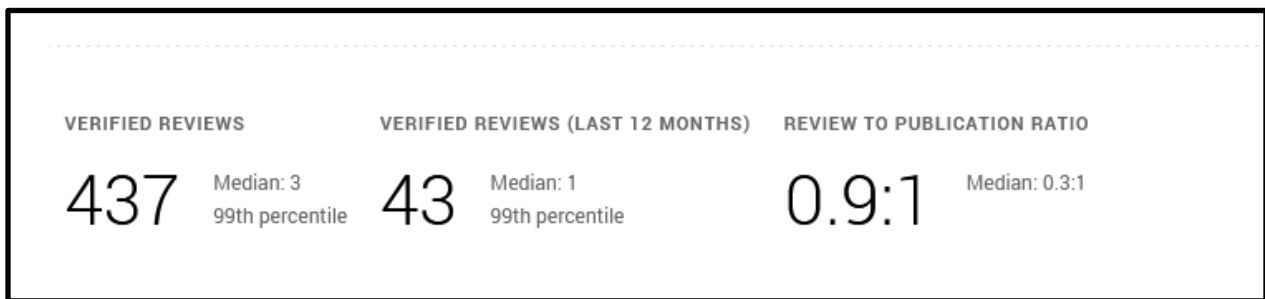 VERIFIED REVIEWS
437
Median: 3
99th percentile
VERIFIED REVIEWS (LAST 12 MONTHS)
43
Median: 1
99th percentile
REVIEW TO PUBLICATION RATIO
0.9:1
Median: 0.3:1